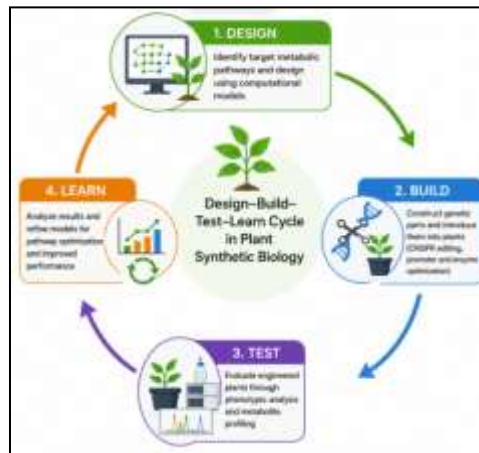 1. DESIGN
Identify target metabolic
pathways and design
using computational
models
4. LEARN
Analyze results and
refine models for
pathway optimization
and improved
performance
Design–Build–
Test–Learn Cycle
in Plant
Synthetic Biology
2. BUILD
Construct genetic
parts and introduce
them into plants
(CRISPR editing,
promoter and enzyme
optimization)
3. TEST
Evaluate engineered
plants through
phenotypic analysis
and metabolic
profiling